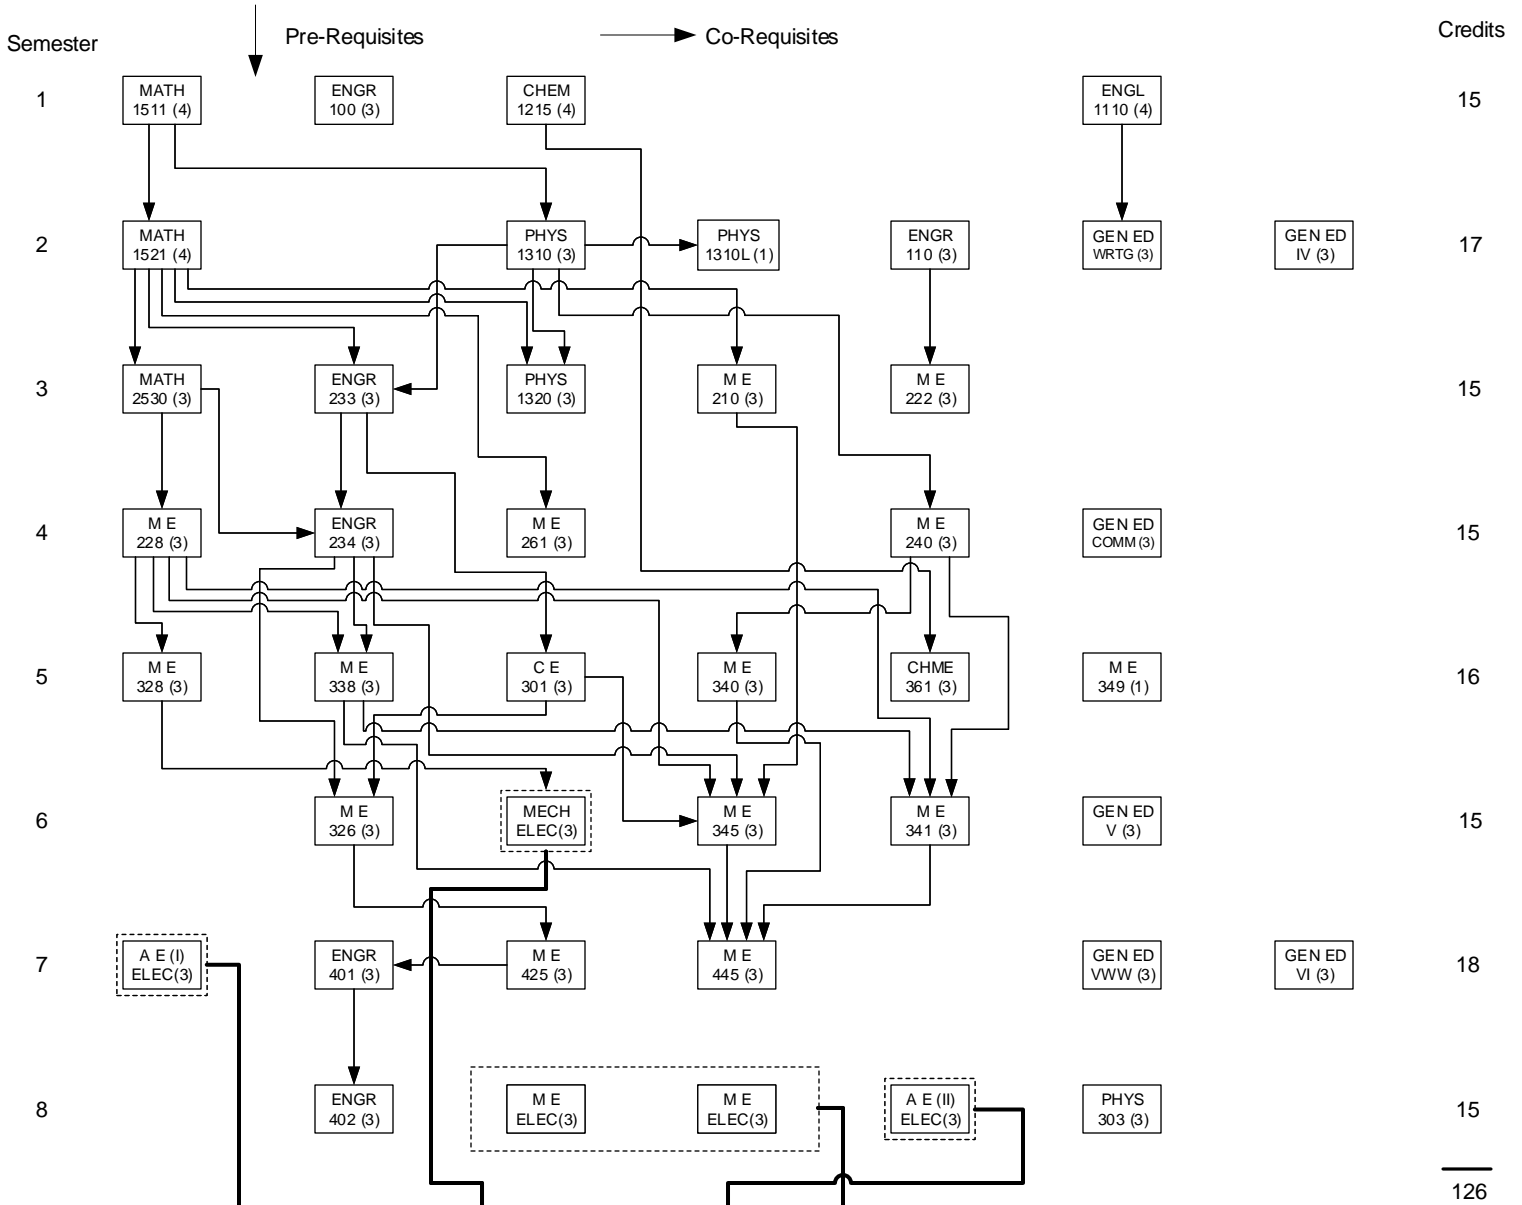 Pre-Requisites
Co-Requisites
Semester
Credits
1
MATH
1511 (4)
ENGR
100 (3)
CHEM
1215 (4)
ENGL
1110 (4)
15
2
MATH
1521 (4)
PHYS
1310 (3)
PHYS
1310L (1)
ENGR
110 (3)
GEN ED
WRTG (3)
GEN ED
IV (3)
17
3
MATH
2530 (3)
ENGR
233 (3)
PHYS
1320 (3)
M E
210 (3)
M E
222 (3)
15
4
M E
228 (3)
ENGR
234 (3)
M E
261 (3)
M E
240 (3)
GEN ED
COMM (3)
15
5
M E
328 (3)
M E
338 (3)
C E
301 (3)
M E
340 (3)
CHME
361 (3)
M E
349 (1)
16
6
M E
326 (3)
MECH
ELEC(3)
M E
345 (3)
M E
341 (3)
GEN ED
V (3)
15
7
A E (I)
ELEC(3)
ENGR
401 (3)
M E
425 (3)
M E
445 (3)
GEN ED
VWW (3)
GEN ED
VI (3)
18
8
ENGR
402 (3)
M E
ELEC(3)
M E
ELEC(3)
A E (II)
ELEC(3)
PHYS
303 (3)
15
126